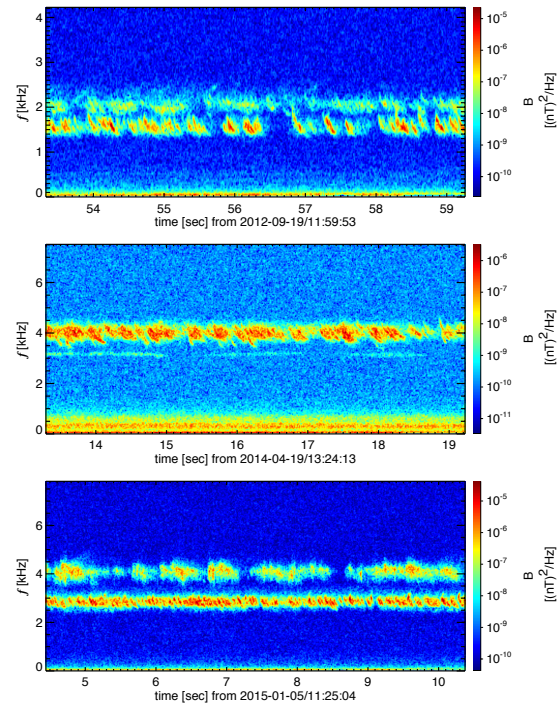 4
3
2
1
0
f [kHz]
54 55 56 57 58 59
time [sec] from 2012-09-19/11:59:53
10^-5
10^-6
10^-7
10^-8
10^-9
10^-10
B
[(nT)^2/Hz]
6
4
2
0
f [kHz]
14 15 16 17 18 19
time [sec] from 2014-04-19/13:24:13
10^-6
10^-7
10^-8
10^-9
10^-10
10^-11
B
[(nT)^2/Hz]
6
4
2
0
f [kHz]
5 6 7 8 9 10
time [sec] from 2015-01-05/11:25:04
10^-5
10^-6
10^-7
10^-8
10^-9
10^-10
B
[(nT)^2/Hz]